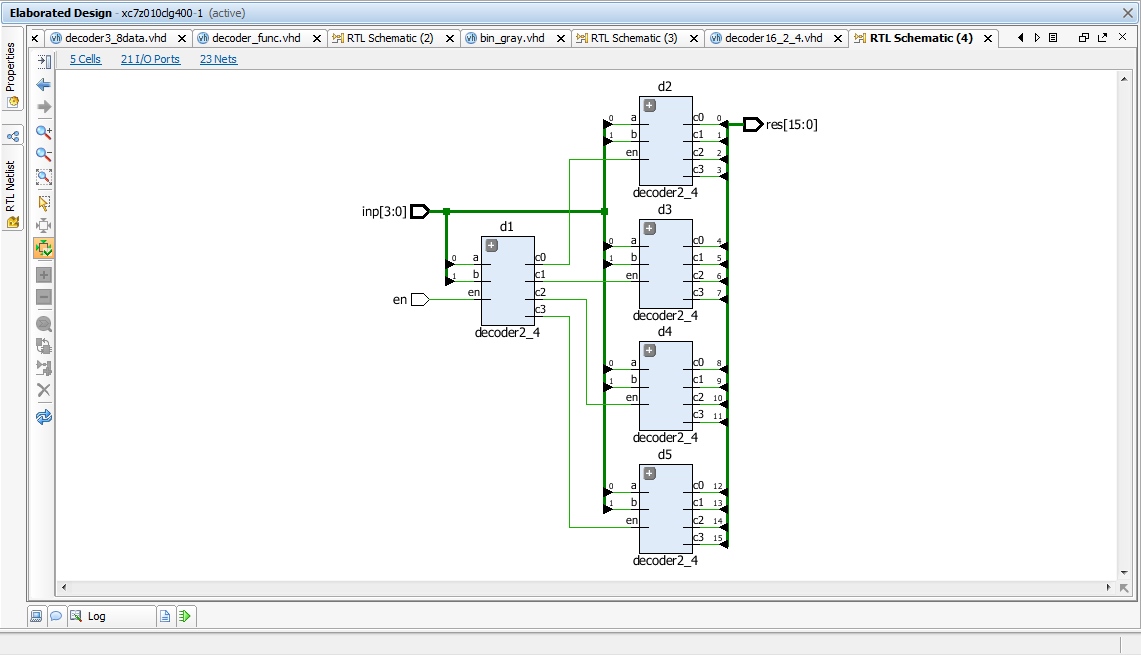 Elaborated Design - xc7z010clg400-1 (active)
Properties
RTL Netlist
decoder3_8data.vhd
decoder_func.vhd
RTL Schematic (2)
bin_gray.vhd
RTL Schematic (3)
decoder16_2_4.vhd
RTL Schematic (4)
5 Cells 21 I/O Ports 23 Nets
d2
0 a c0 0
res[15:0]
1 b c1 1
en c2 2
c3 3
decoder2_4
inp[3:0]
d3
d1
0 a c0 4
0 a c0
1 b c1 5
1 b c1
en c2 6
en
en c2
c3 7
c3
decoder2_4
decoder2_4
d4
0 a c0 8
1 b c1 9
en c2 10
c3 11
decoder2_4
d5
0 a c0 12
1 b c1 13
en c2 14
c3 15
decoder2_4
Log